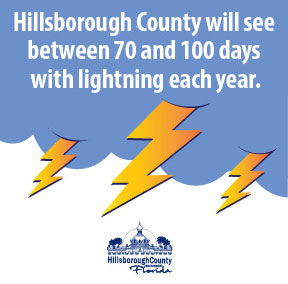 Hillsborough County will see
between 70 and 100 days
with lightning each year.
HillsboroughCounty
Florida